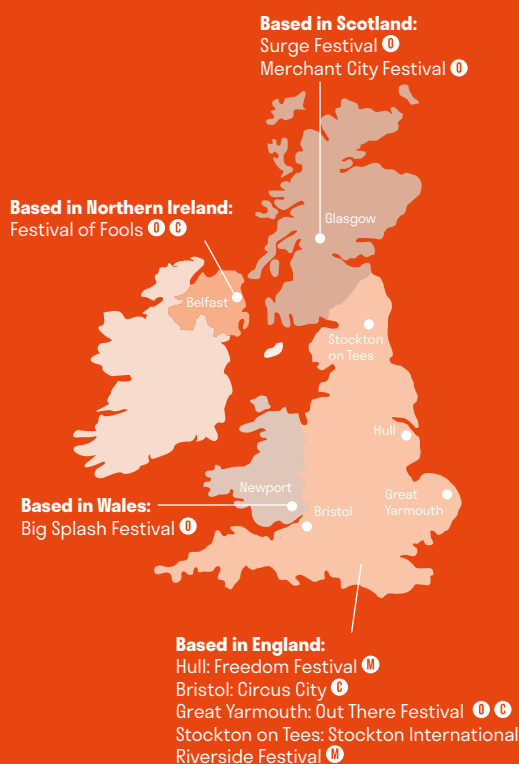 Based in Scotland:
Surge Festival O
Merchant City Festival O
Based in Northern Ireland:
Festival of Fools O C
Glasgow
Belfast
Stockton
on Tees
Hull
Newport
Great
Yarmouth
Bristol
Based in Wales:
Big Splash Festival O
Based in England:
Hull: Freedom Festival M
Bristol: Circus City C
Great Yarmouth: Out There Festival O C
Stockton on Tees: Stockton International
Riverside Festival M